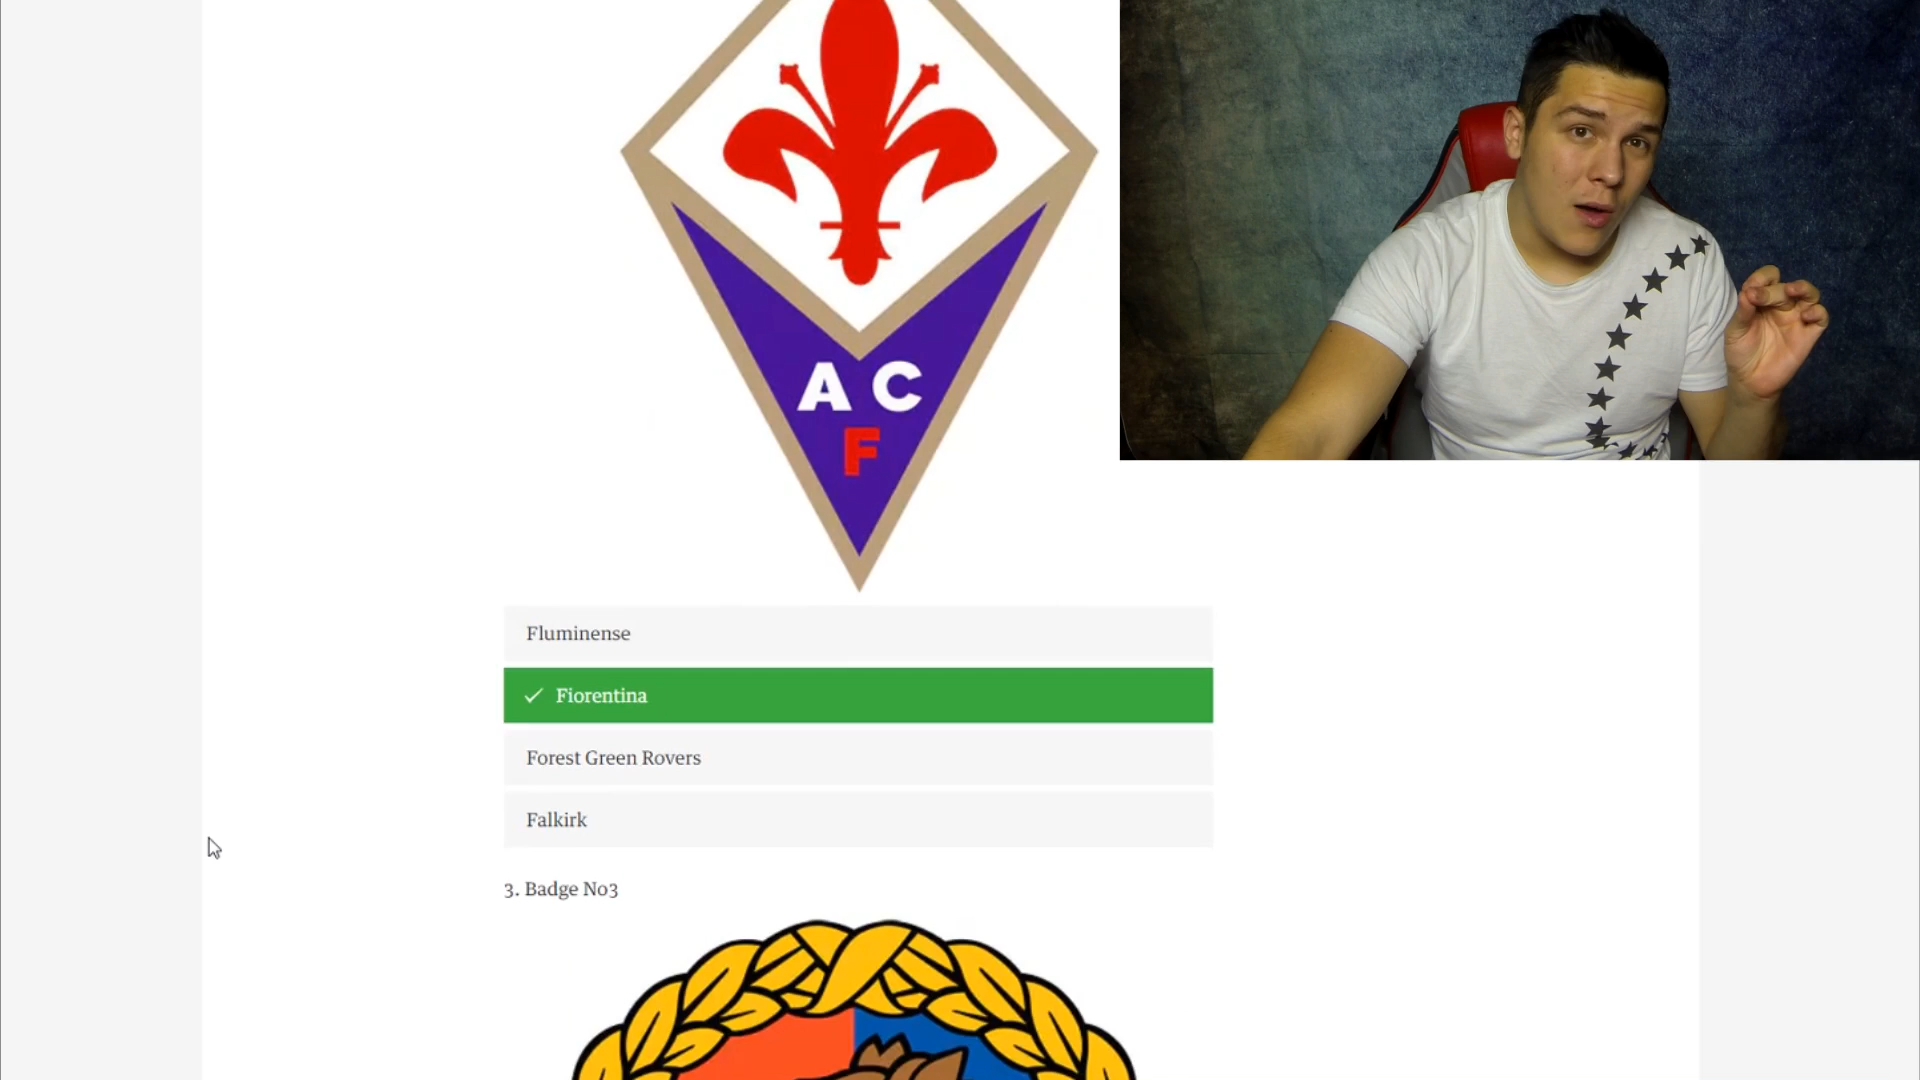 A C
F
Fluminense
Fiorentina
Forest Green Rovers
Falkirk
3. Badge No3